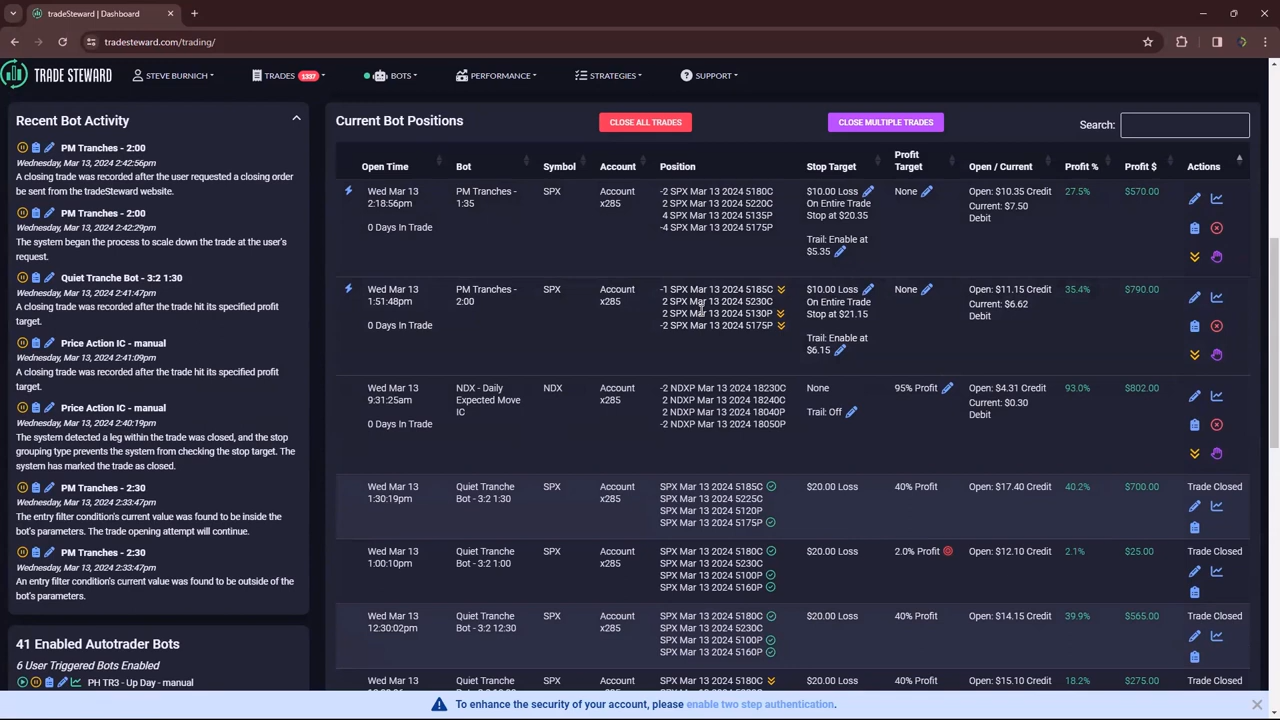 tradeSteward | Dashboard
tradesteward.com/trading/
TRADE STEWARD
STEVE BURNICH
TRADES 1337
BOTS
PERFORMANCE
STRATEGIES
SUPPORT
Recent Bot Activity
PM Tranches - 2:00
Wednesday, Mar 13, 2024 2:42:56pm
A closing trade was recorded after the user requested a closing order
be sent from the tradeSteward website.
PM Tranches - 2:00
Wednesday, Mar 13, 2024 2:42:29pm
The system began the process to scale down the trade at the user's
request.
Quiet Tranche Bot - 3:2 1:30
Wednesday, Mar 13, 2024 2:41:47pm
A closing trade was recorded after the trade hit its specified profit
target.
Price Action IC - manual
Wednesday, Mar 13, 2024 2:41:09pm
A closing trade was recorded after the trade hit its specified profit
target.
Price Action IC - manual
Wednesday, Mar 13, 2024 2:40:19pm
The system detected a leg within the trade was closed, and the stop
grouping type prevents the system from checking the stop target. The
system has marked the trade as closed.
PM Tranches - 2:30
Wednesday, Mar 13, 2024 2:33:47pm
The entry filter condition's current value was found to be inside the
bot's parameters. The trade opening attempt will continue.
PM Tranches - 2:30
Wednesday, Mar 13, 2024 2:33:47pm
An entry filter condition's current value was found to be outside of the
bot's parameters.
41 Enabled Autotrader Bots
6 User Triggered Bots Enabled
PH TR3 - Up Day - manual
Current Bot Positions
CLOSE ALL TRADES
CLOSE MULTIPLE TRADES
Search:
Open Time
Bot
Symbol
Account
Position
Stop Target
Profit
Target
Open / Current
Profit %
Profit $
Actions
Wed Mar 13
2:18:56pm
0 Days In Trade
PM Tranches -
1:35
SPX
Account
x285
-2 SPX Mar 13 2024 5180C
2 SPX Mar 13 2024 5220C
4 SPX Mar 13 2024 5135P
-4 SPX Mar 13 2024 5175P
$10.00 Loss
On Entire Trade
Stop at $20.35
Trail: Enable at
$5.35
None
Open: $10.35 Credit
Current: $7.50
Debit
27.5%
$570.00
Wed Mar 13
1:51:48pm
0 Days In Trade
PM Tranches -
2:00
SPX
Account
x285
-1 SPX Mar 13 2024 5185C
2 SPX Mar 13 2024 5230C
2 SPX Mar 13 2024 5130P
-2 SPX Mar 13 2024 5175P
$10.00 Loss
On Entire Trade
Stop at $21.15
Trail: Enable at
$6.15
None
Open: $11.15 Credit
Current: $6.62
Debit
35.4%
$790.00
Wed Mar 13
9:31:25am
0 Days In Trade
NDX - Daily
Expected Move
IC
NDX
Account
x285
-2 NDXP Mar 13 2024 18230C
2 NDXP Mar 13 2024 18240C
2 NDXP Mar 13 2024 18040P
-2 NDXP Mar 13 2024 18050P
None
Trail: Off
95% Profit
Open: $4.31 Credit
Current: $0.30
Debit
93.0%
$802.00
Wed Mar 13
1:30:19pm
Quiet Tranche
Bot - 3:2 1:30
SPX
Account
x285
SPX Mar 13 2024 5185C
SPX Mar 13 2024 5225C
SPX Mar 13 2024 5120P
SPX Mar 13 2024 5175P
$20.00 Loss
40% Profit
Open: $17.40 Credit
40.2%
$700.00
Trade Closed
Wed Mar 13
1:00:10pm
Quiet Tranche
Bot - 3:2 1:00
SPX
Account
x285
SPX Mar 13 2024 5180C
SPX Mar 13 2024 5230C
SPX Mar 13 2024 5100P
SPX Mar 13 2024 5160P
$20.00 Loss
2.0% Profit
Open: $12.10 Credit
2.1%
$25.00
Trade Closed
Wed Mar 13
12:30:02pm
Quiet Tranche
Bot - 3:2 12:30
SPX
Account
x285
SPX Mar 13 2024 5180C
SPX Mar 13 2024 5230C
SPX Mar 13 2024 5100P
SPX Mar 13 2024 5160P
$20.00 Loss
40% Profit
Open: $14.15 Credit
39.9%
$565.00
Trade Closed
Wed Mar 13
Quiet Tranche
SPX
Account
SPX Mar 13 2024 5180C
$20.00 Loss
40% Profit
Open: $15.10 Credit
18.2%
$275.00
Trade Closed
To enhance the security of your account, please enable two step authentication.